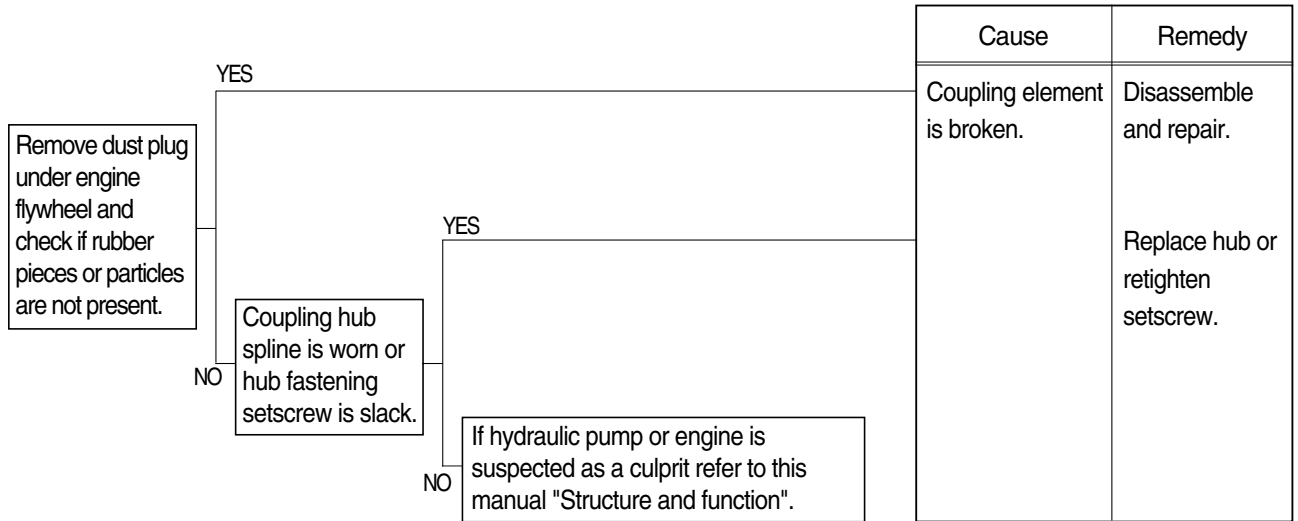 Cause
Remedy
YES
Coupling element
is broken.
Disassemble
and repair.
Remove dust plug
under engine
flywheel and
check if rubber
pieces or particles
are not present.
YES
Replace hub or
retighten
setscrew.
NO
Coupling hub
spline is worn or
hub fastening
setscrew is slack.
NO
If hydraulic pump or engine is
suspected as a culprit refer to this
manual "Structure and function".